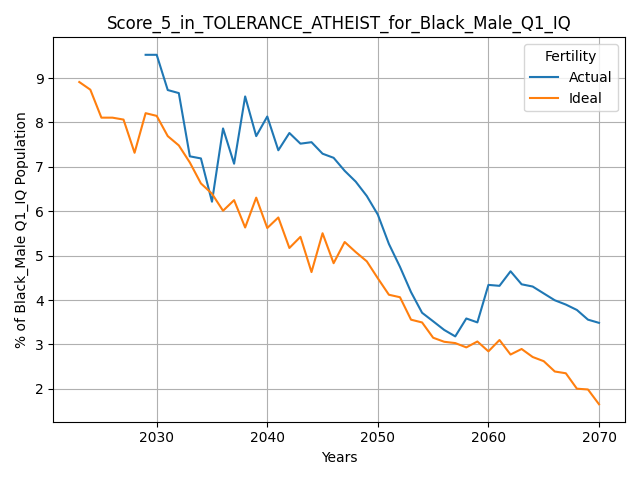 Score_5_in_TOLERANCE_ATHEIST_for_Black_Male_Q1_IQ
Fertility
Actual
Ideal
% of Black_Male Q1_IQ Population
9
8
7
6
5
4
3
2
2030 2040 2050 2060 2070
Years